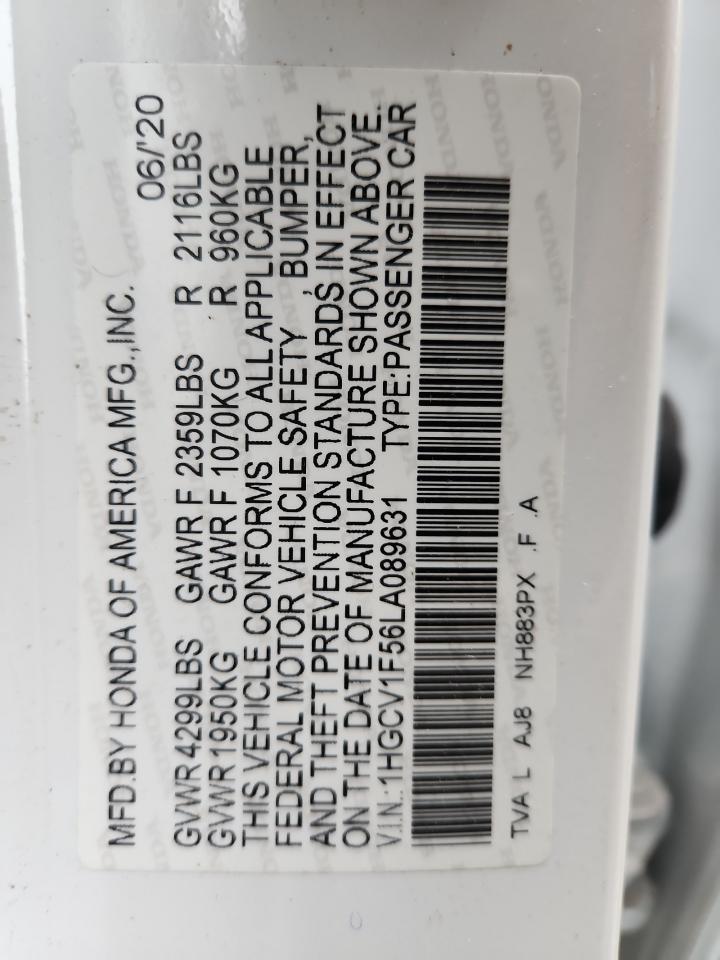 MFD.BY HONDA OF AMERICA MFG.,INC. 06/'20
GVWR 4299LBS GAWR F 2359LBS R 2116LBS
GVWR 1950KG GAWR F 1070KG R 960KG
THIS VEHICLE CONFORMS TO ALL APPLICABLE
FEDERAL MOTOR VEHICLE SAFETY , BUMPER,
AND THEFT PREVENTION STANDARDS IN EFFECT
ON THE DATE OF MANUFACTURE SHOWN ABOVE.
V.I.N.:1HGCV1F56LA089631 TYPE:PASSENGER CAR
TVA L AJ8 NH883PX .F .A